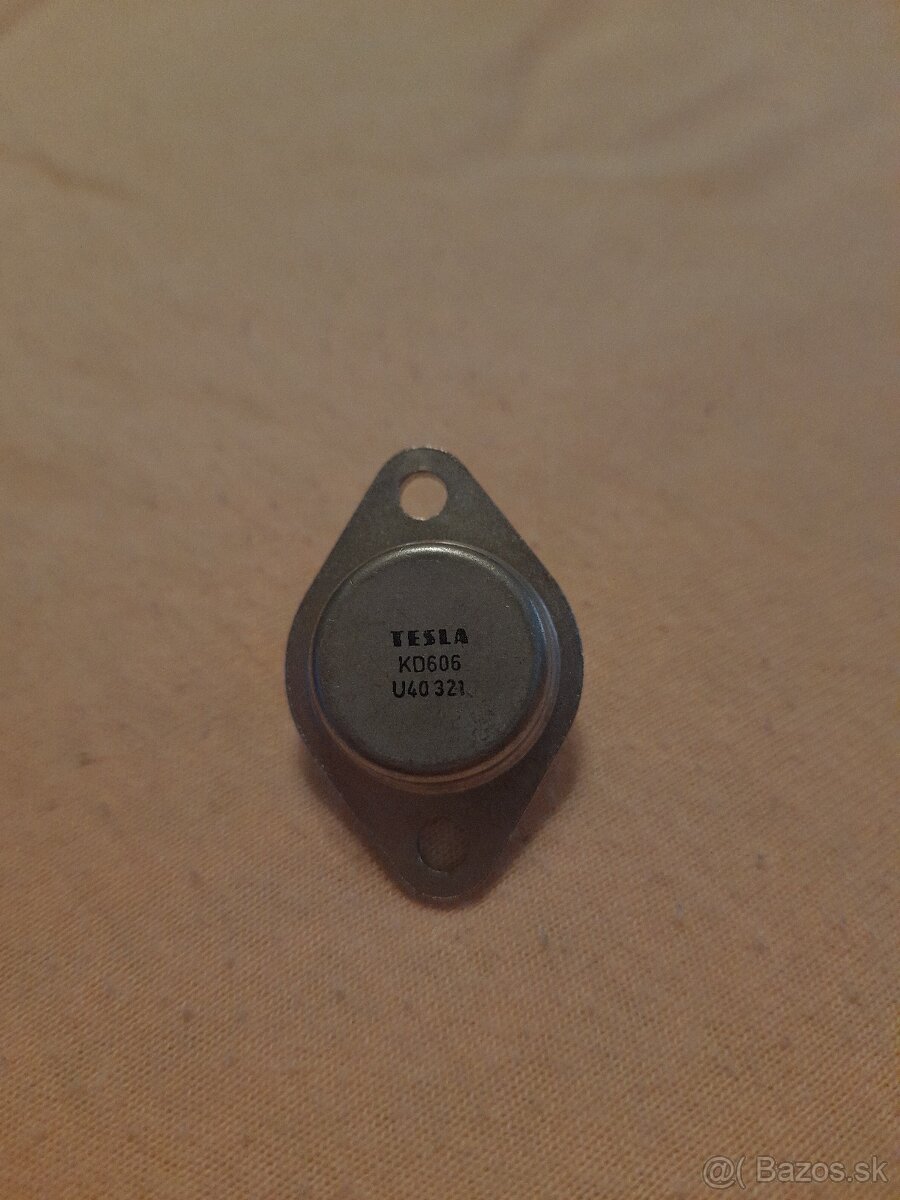 TESLA
KD606
U40 321
@( Bazos.sk